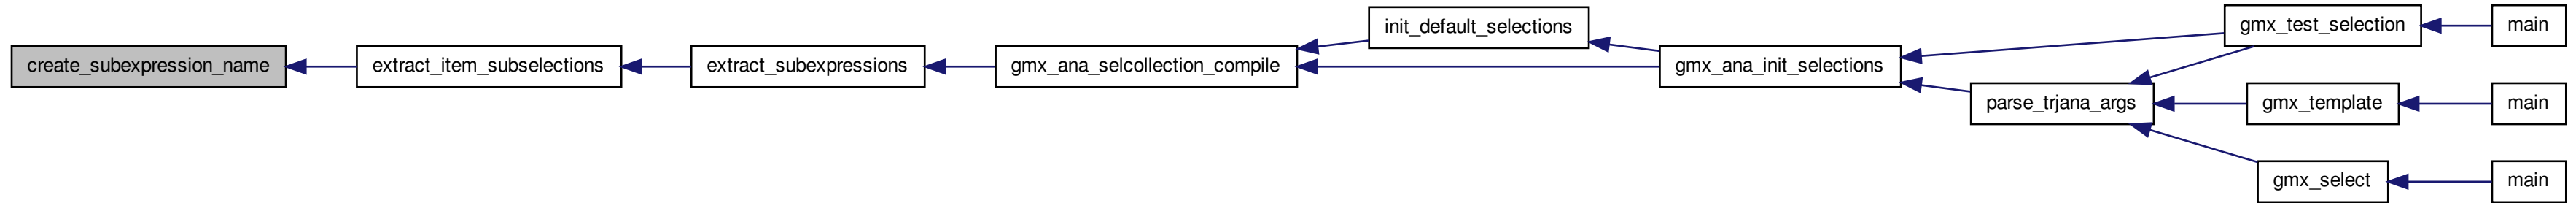 create_subexpression_name
extract_item_subselections
extract_subexpressions
gmx_ana_selcollection_compile
init_default_selections
gmx_ana_init_selections
parse_trjana_args
gmx_test_selection
main
gmx_template
main
gmx_select
main